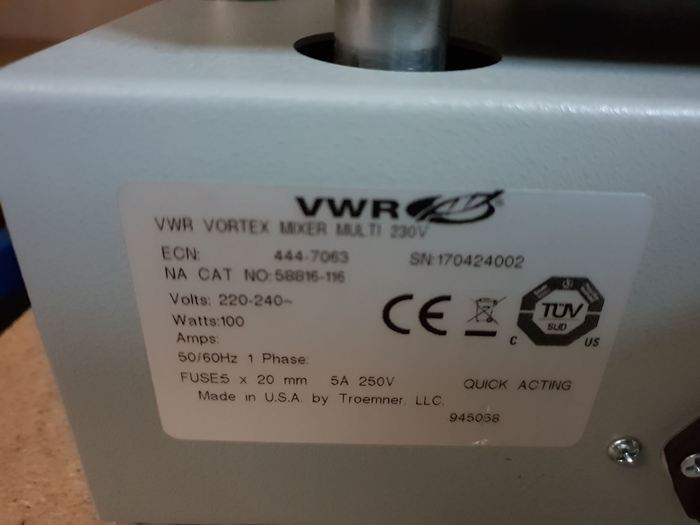 VWR
VWR VORTEX MIXER MULTI 230V
ECN: 444-7063 SN:170424002
NA CAT NO:58816-116
Volts: 220-240~
Watts:100
Amps:
50/60Hz 1 Phase:
CE
TÜV
SUD
C US
FUSE5 x 20 mm 5A 250V QUICK ACTING
Made in U.S.A. by Troemner, LLC.
945058